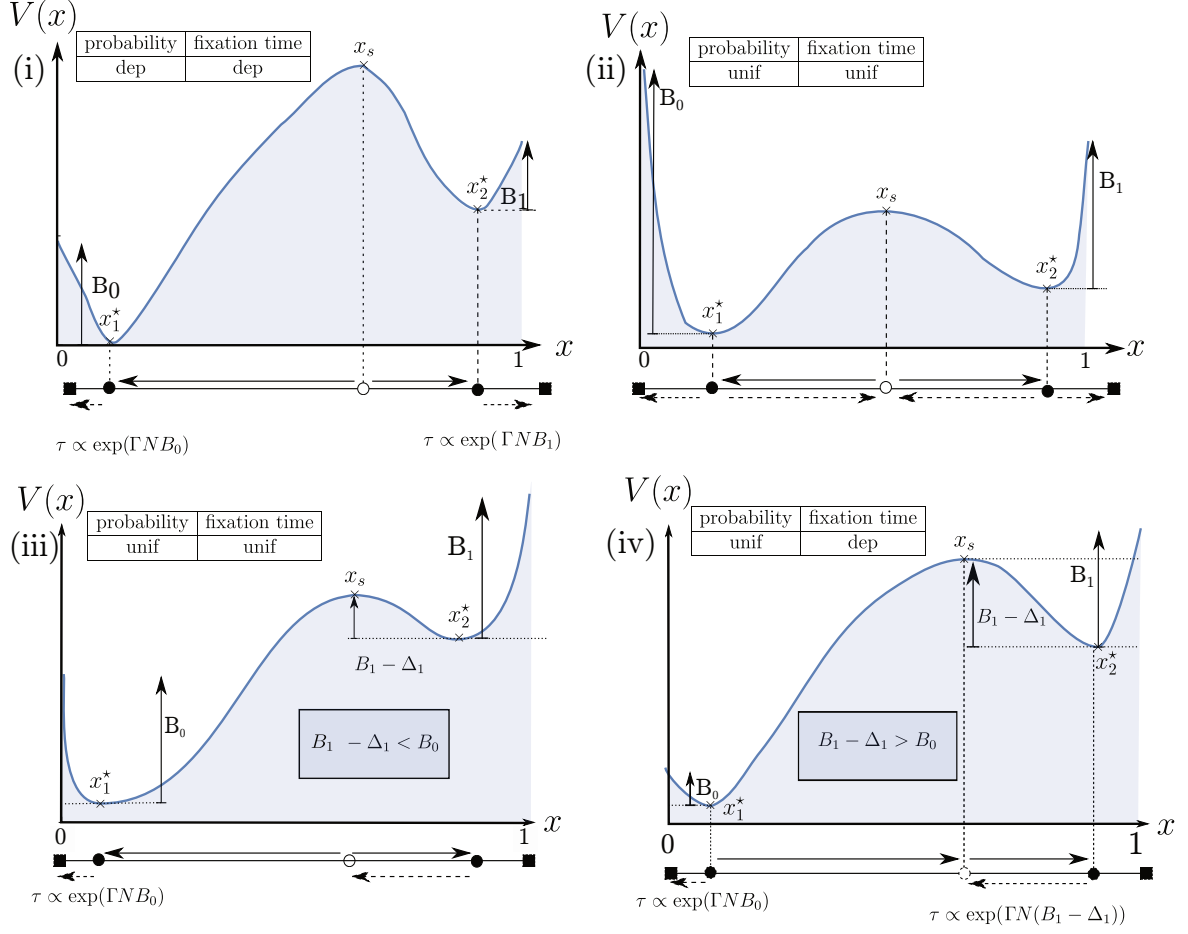 V(x)
(i)
probability fixation time
dep dep
x_s
B_0
x_1^⋆
x_2^⋆
B_1
0
1
x
τ ∝ exp(ΓNB_0)
τ ∝ exp(ΓNB_1)
V(x)
(ii)
probability fixation time
unif unif
B_0
x_s
B_1
x_1^⋆
x_2^⋆
0
1
x
V(x)
(iii)
probability fixation time
unif unif
B_1
x_s
x_2^⋆
B_1 − Δ_1
B_0
B_1 − Δ_1 < B_0
x_1^⋆
0
1
x
τ ∝ exp(ΓNB_0)
V(x)
(iv)
probability fixation time
unif dep
x_s
B_1
B_1 − Δ_1
x_2^⋆
B_1 − Δ_1 > B_0
B_0
x_1^⋆
0
1
x
τ ∝ exp(ΓNB_0)
τ ∝ exp(ΓN(B_1 − Δ_1))